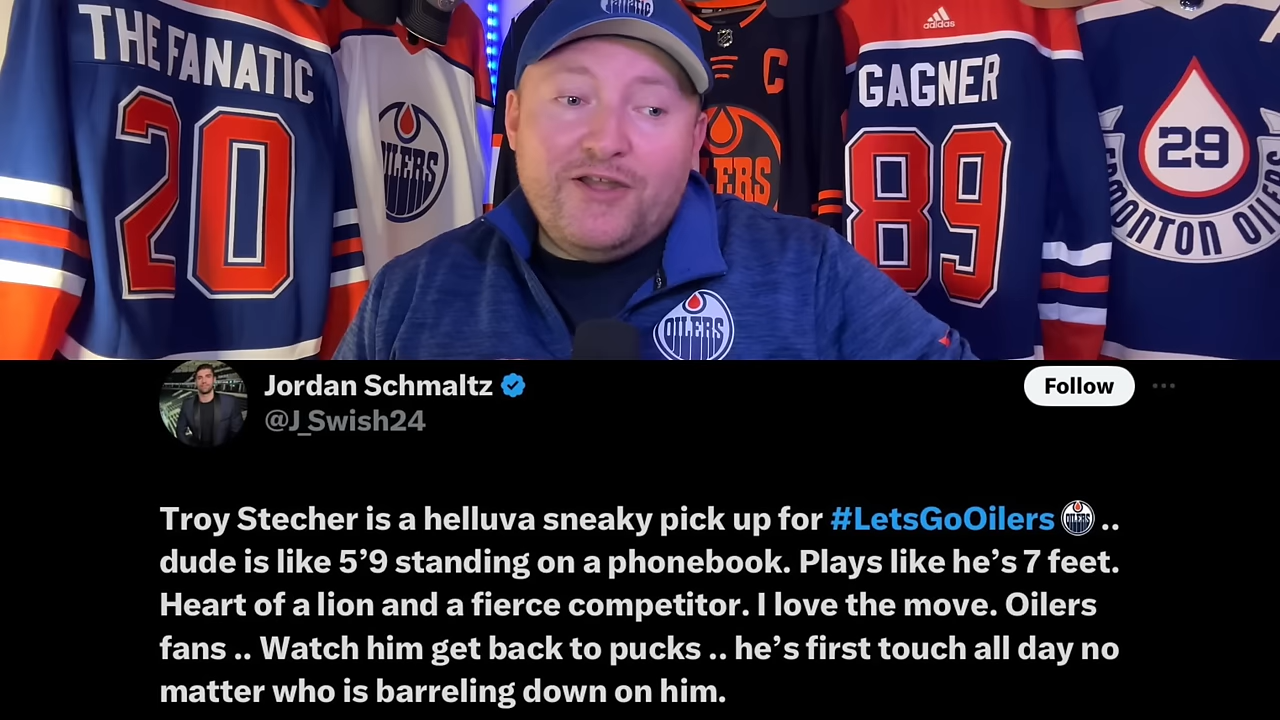 fanatic
THE FANATIC
20
OILERS
C
OILERS
adidas
GAGNER
89
29
EDMONTON OILERS
OILERS
Jordan Schmaltz
@J_Swish24
Follow
Troy Stecher is a helluva sneaky pick up for #LetsGoOilers ..
dude is like 5’9 standing on a phonebook. Plays like he’s 7 feet.
Heart of a lion and a fierce competitor. I love the move. Oilers
fans .. Watch him get back to pucks .. he’s first touch all day no
matter who is barreling down on him.